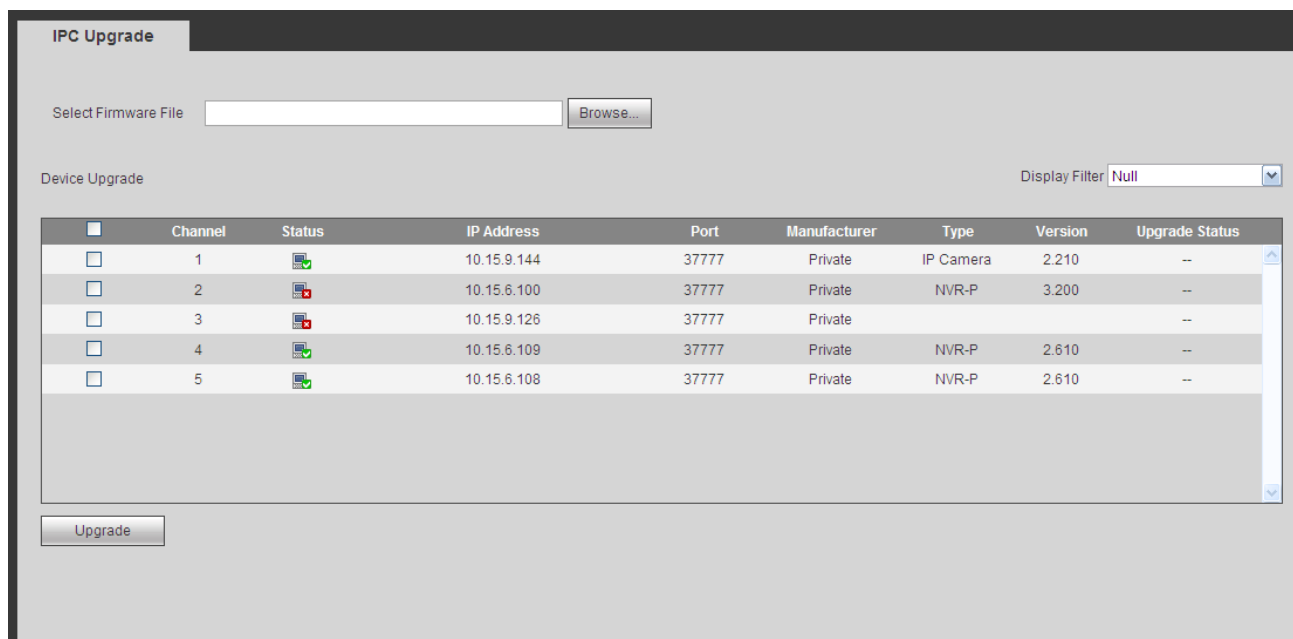 IPC Upgrade
Select Firmware File Browse...
Device Upgrade Display Filter Null
Channel Status IP Address Port Manufacturer Type Version Upgrade Status
1 10.15.9.144 37777 Private IP Camera 2.210 --
2 10.15.6.100 37777 Private NVR-P 3.200 --
3 10.15.9.126 37777 Private --
4 10.15.6.109 37777 Private NVR-P 2.610 --
5 10.15.6.108 37777 Private NVR-P 2.610 --
Upgrade